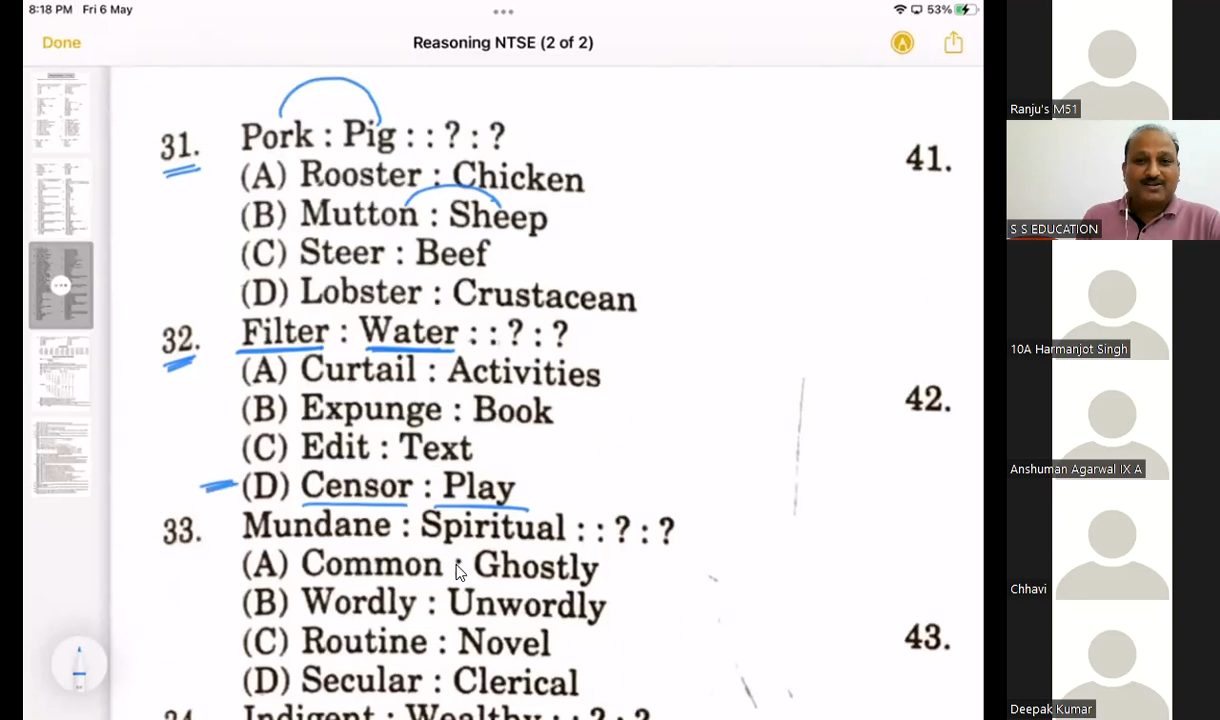 8:18 PM Fri 6 May
53%
Done
Reasoning NTSE (2 of 2)
31. Pork : Pig : : ? : ?
(A) Rooster : Chicken
(B) Mutton : Sheep
(C) Steer : Beef
(D) Lobster : Crustacean
32. Filter : Water : : ? : ?
(A) Curtail : Activities
(B) Expunge : Book
(C) Edit : Text
(D) Censor : Play
33. Mundane : Spiritual : : ? : ?
(A) Common : Ghostly
(B) Wordly : Unwordly
(C) Routine : Novel
(D) Secular : Clerical
34. Indigent : Wealthy : : ? : ?
41.
42.
43.
Ranju's M51
S S EDUCATION
10A Harmanjot Singh
Anshuman Agarwal IX A
Chhavi
Deepak Kumar